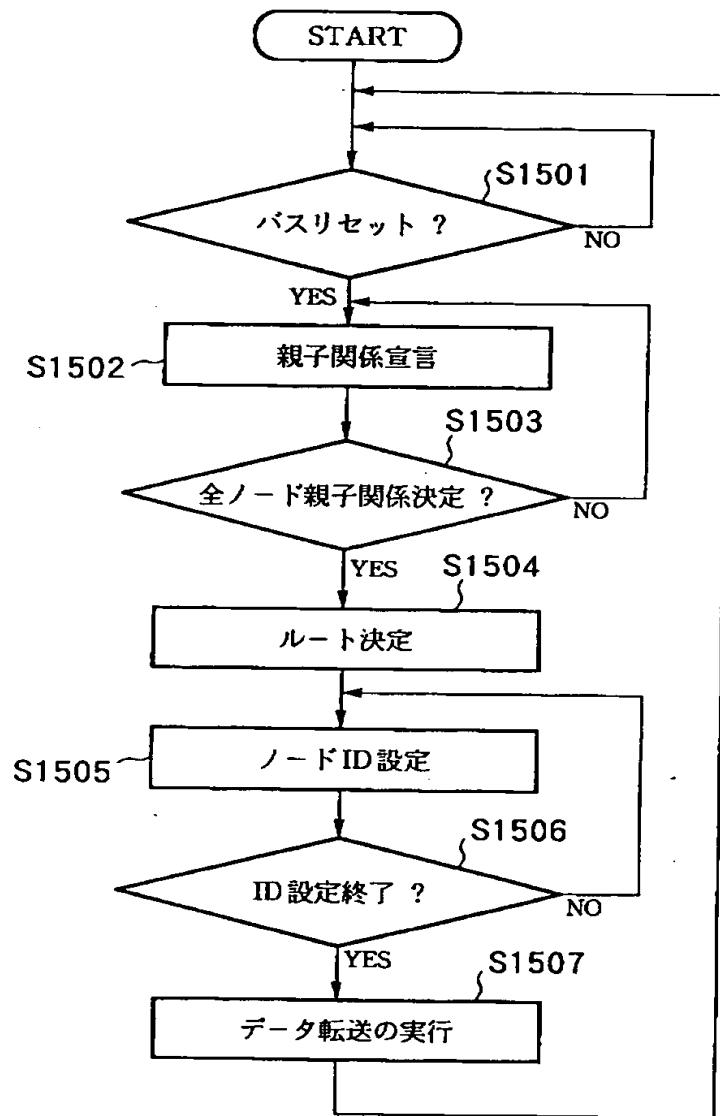 START
S1501
バスリセット ?
NO
YES
S1502
親子関係宣言
S1503
全ノード親子関係決定 ?
NO
YES
S1504
ルート決定
S1505
ノードID設定
S1506
ID設定終了 ?
NO
YES
S1507
データ転送の実行